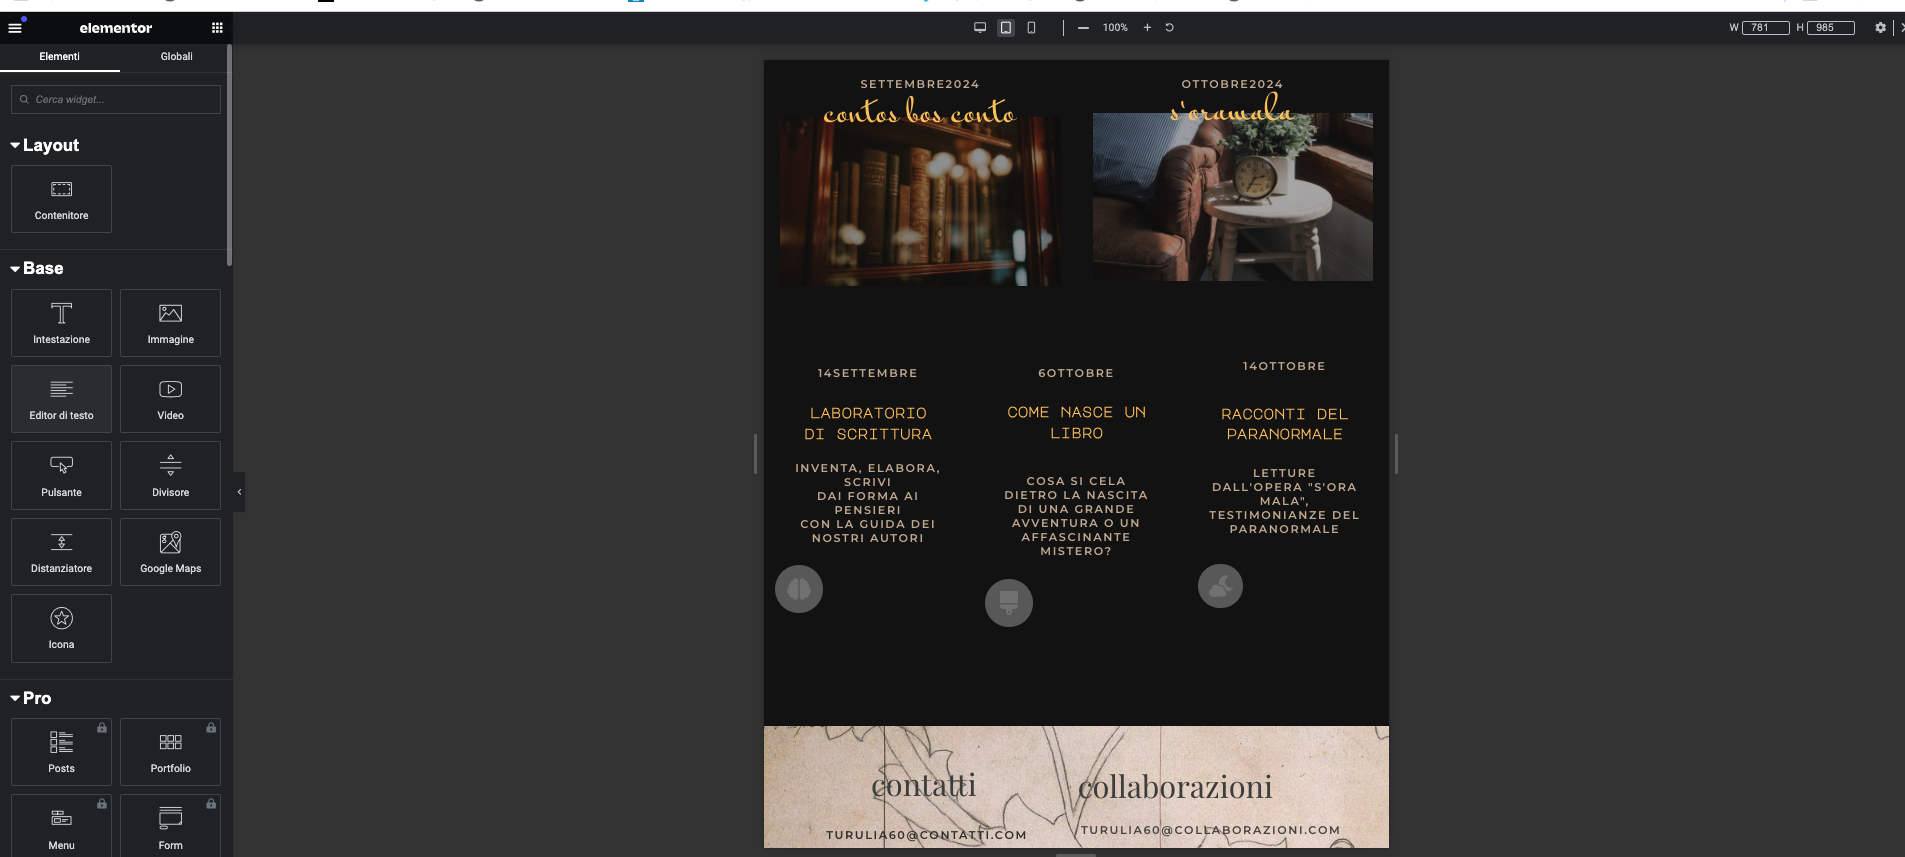 elementor
100%
W 781 H 985
Elementi Globali
Cerca widget...
Layout
Contenitore
Base
Intestazione Immagine
Editor di testo Video
Pulsante Divisore
Distanziatore Google Maps
Icona
Pro
Posts Portfolio
Menu Form
SETTEMBRE2024
contos bos conto
OTTOBRE2024
s'oramala
14SETTEMBRE
LABORATORIO
DI SCRITTURA
INVENTA, ELABORA,
SCRIVI
DAI FORMA AI
PENSIERI
CON LA GUIDA DEI
NOSTRI AUTORI
6OTTOBRE
COME NASCE UN
LIBRO
COSA SI CELA
DIETRO LA NASCITA
DI UNA GRANDE
AVVENTURA O UN
AFFASCINANTE
MISTERO?
14OTTOBRE
RACCONTI DEL
PARANORMALE
LETTURE
DALL'OPERA "S'ORA
MALA",
TESTIMONIANZE DEL
PARANORMALE
contatti
TURULIA60@CONTATTI.COM
collaborazioni
TURULIA60@COLLABORAZIONI.COM